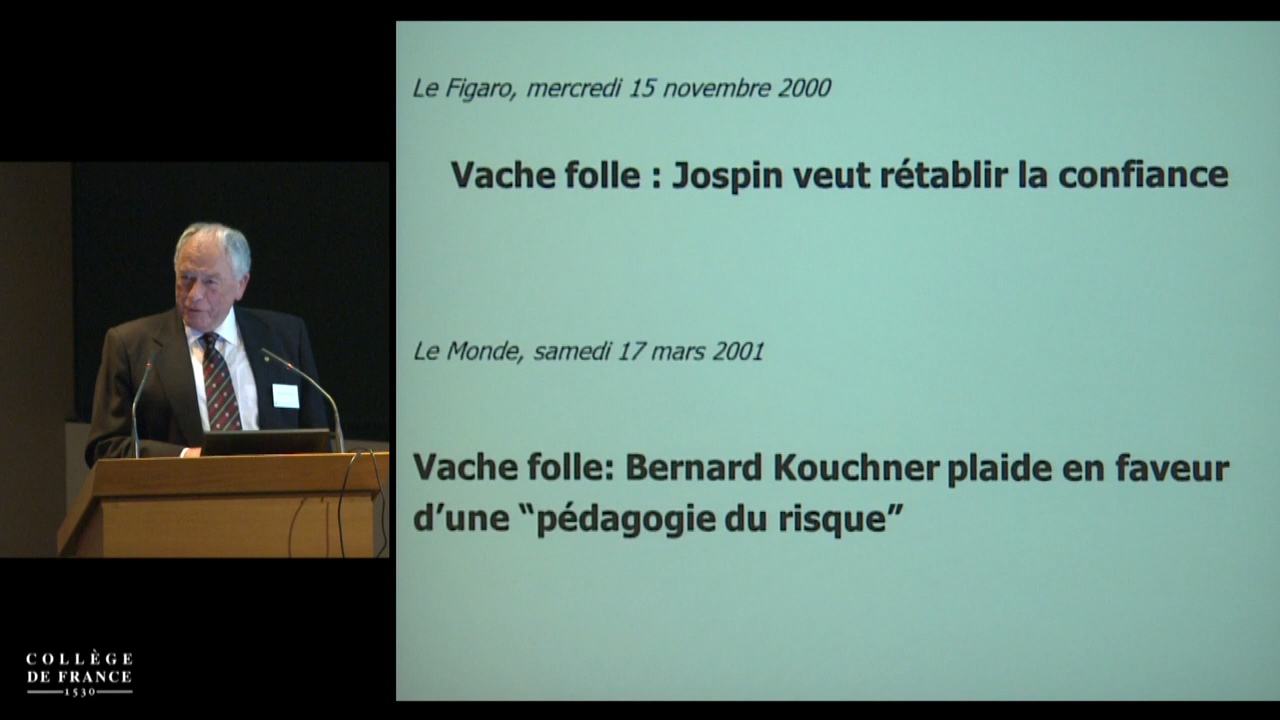 Le Figaro, mercredi 15 novembre 2000
Vache folle : Jospin veut rétablir la confiance
Le Monde, samedi 17 mars 2001
Vache folle: Bernard Kouchner plaide en faveur
d’une “pédagogie du risque”
COLLÈGE
DE FRANCE
1530